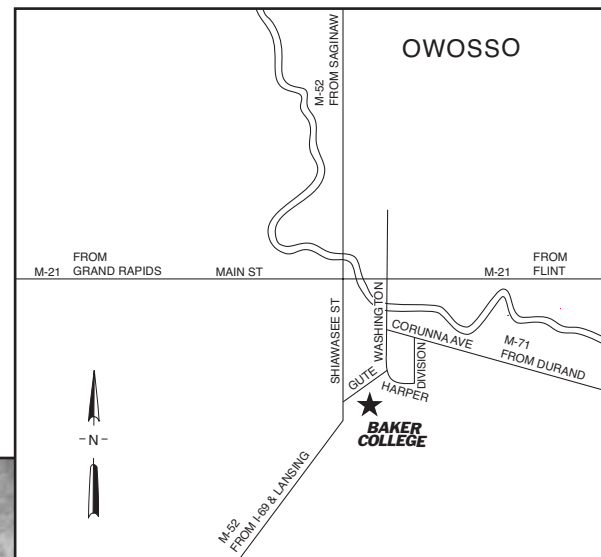 OWOSSO
M-52
FROM SAGINAW
FROM
M-21 GRAND RAPIDS
MAIN ST
FROM
M-21 FLINT
SHIAWASEE ST
WASHINGTON
CORUNNA AVE
M-71
FROM DURAND
DIVISION
GUTE
HARPER
BAKER
COLLEGE
-N-
M-52
FROM I-69 & LANSING